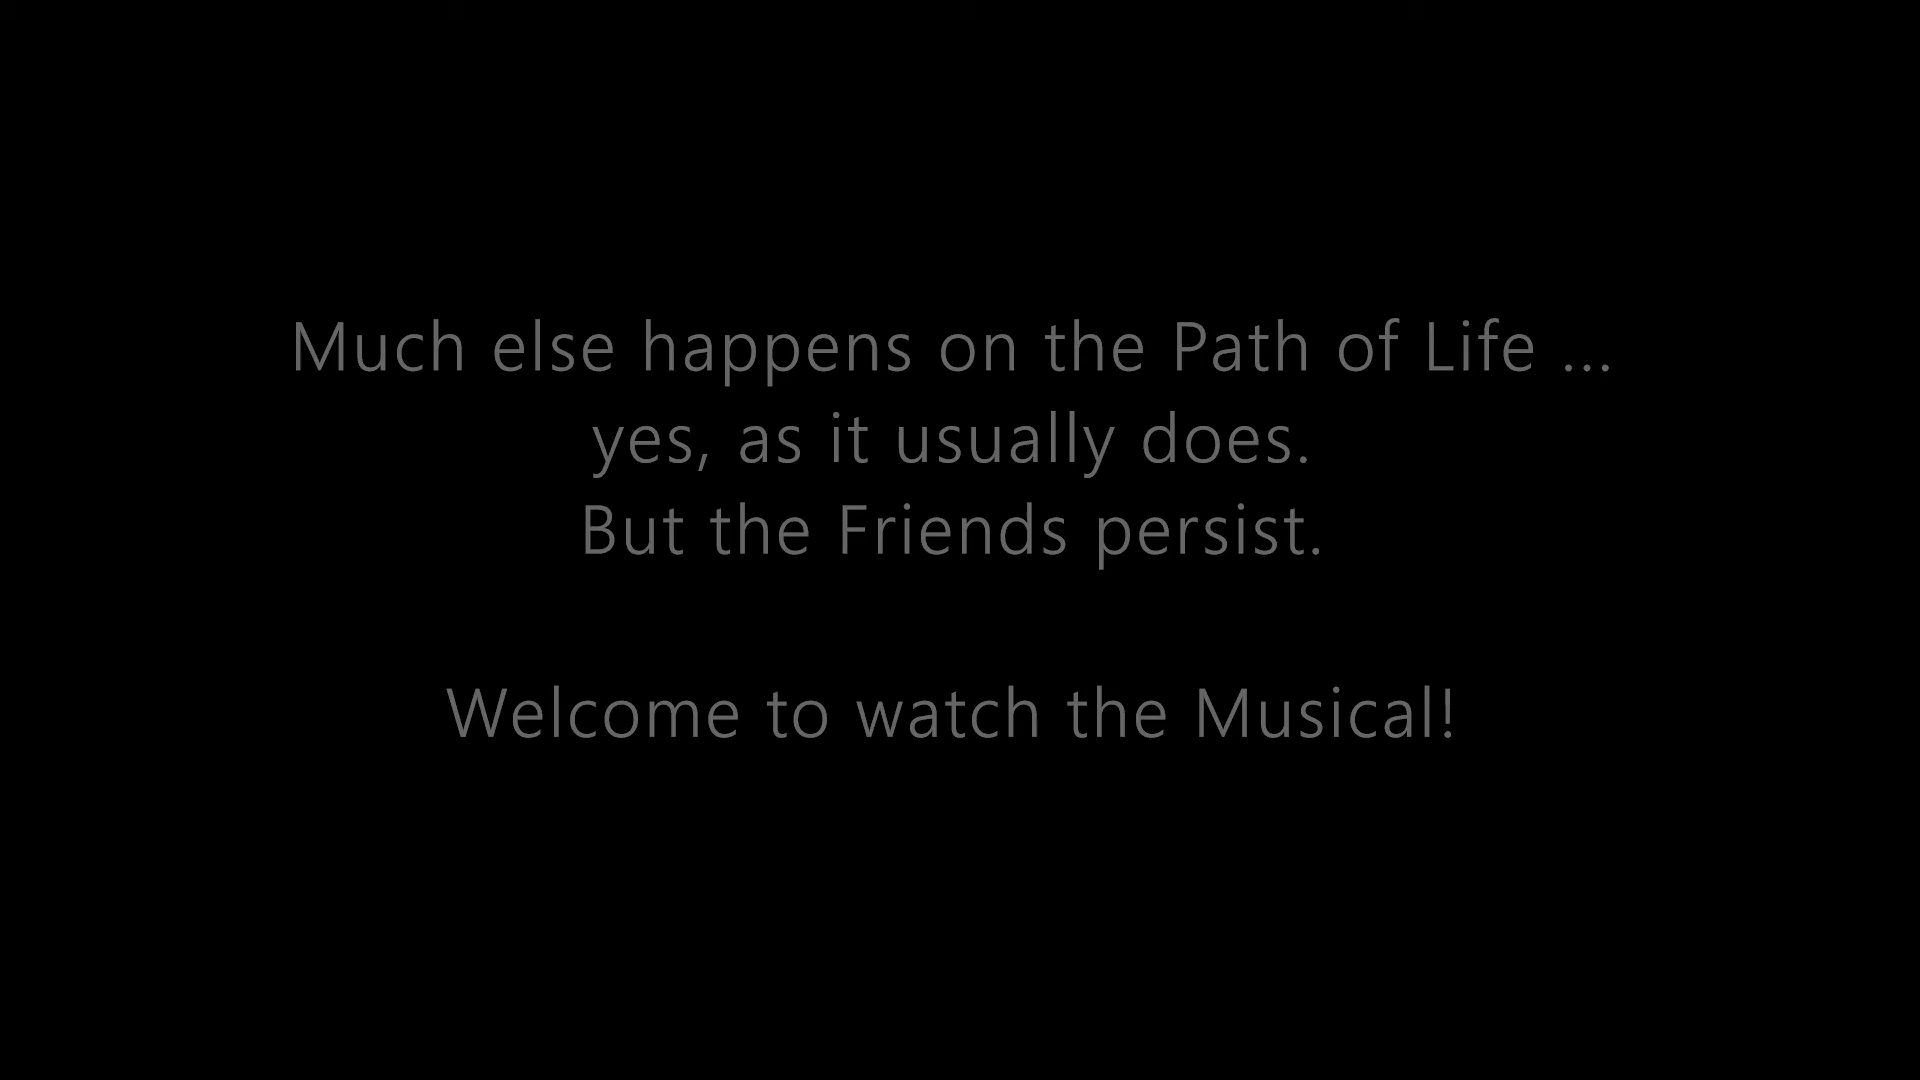 Much else happens on the Path of Life ...
yes, as it usually does.
But the Friends persist.
Welcome to watch the Musical!